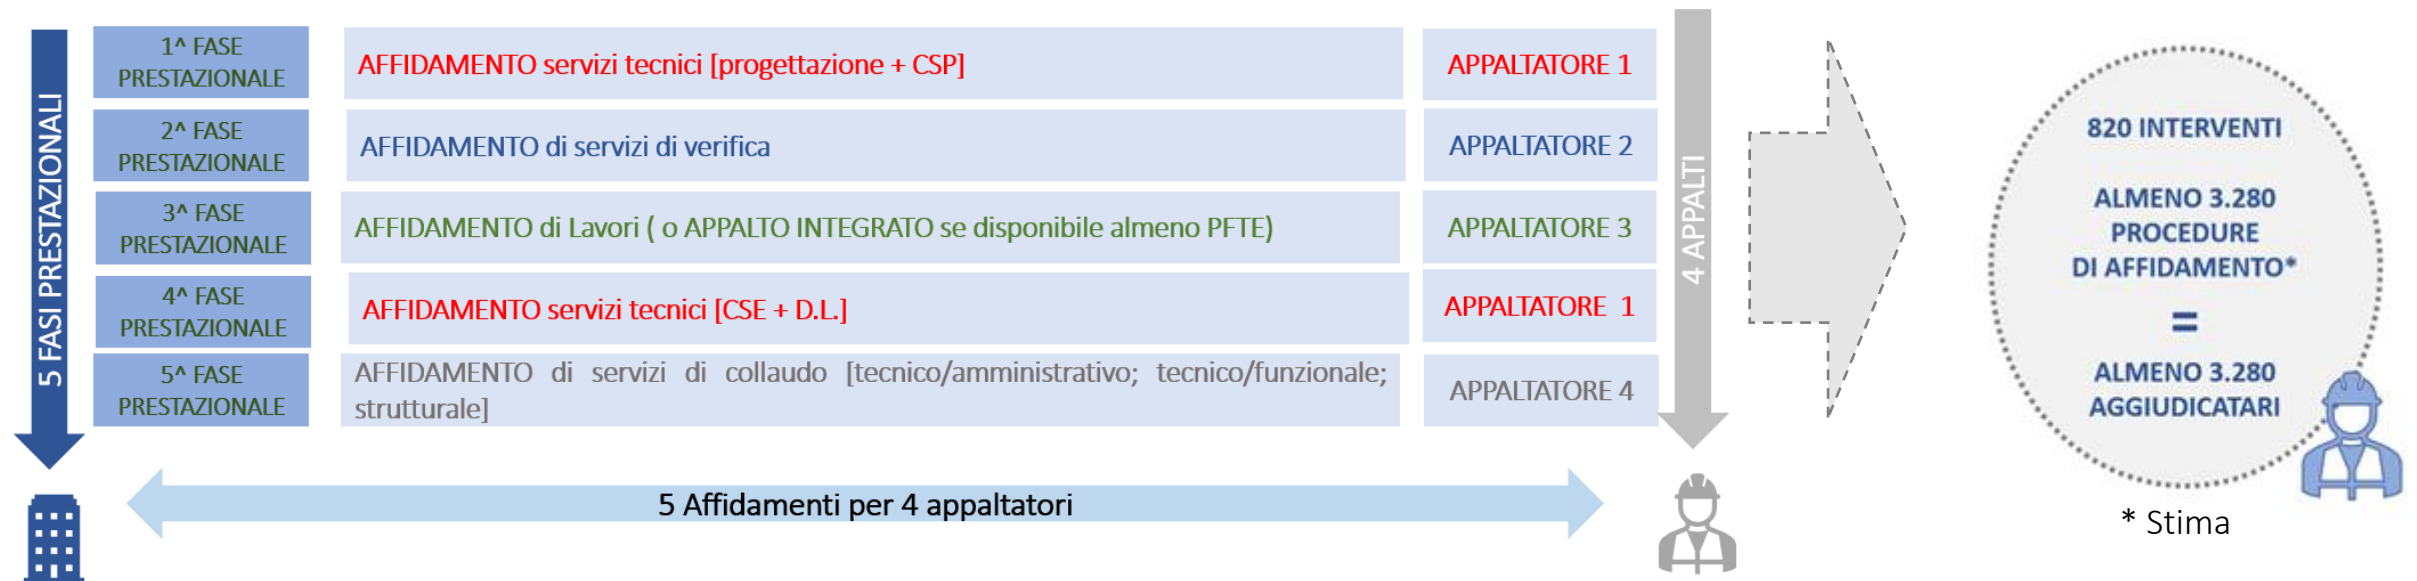 5 FASI PRESTAZIONALI
1^ FASE
PRESTAZIONALE
AFFIDAMENTO servizi tecnici [progettazione + CSP]
APPALTATORE 1
2^ FASE
PRESTAZIONALE
AFFIDAMENTO di servizi di verifica
APPALTATORE 2
3^ FASE
PRESTAZIONALE
AFFIDAMENTO di Lavori ( o APPALTO INTEGRATO se disponibile almeno PFTE)
APPALTATORE 3
4^ FASE
PRESTAZIONALE
AFFIDAMENTO servizi tecnici [CSE + D.L.]
APPALTATORE 1
5^ FASE
PRESTAZIONALE
AFFIDAMENTO di servizi di collaudo [tecnico/amministrativo; tecnico/funzionale;
strutturale]
APPALTATORE 4
4 APPALTI
5 Affidamenti per 4 appaltatori
820 INTERVENTI
ALMENO 3.280
PROCEDURE
DI AFFIDAMENTO*
=
ALMENO 3.280
AGGIUDICATARI
* Stima